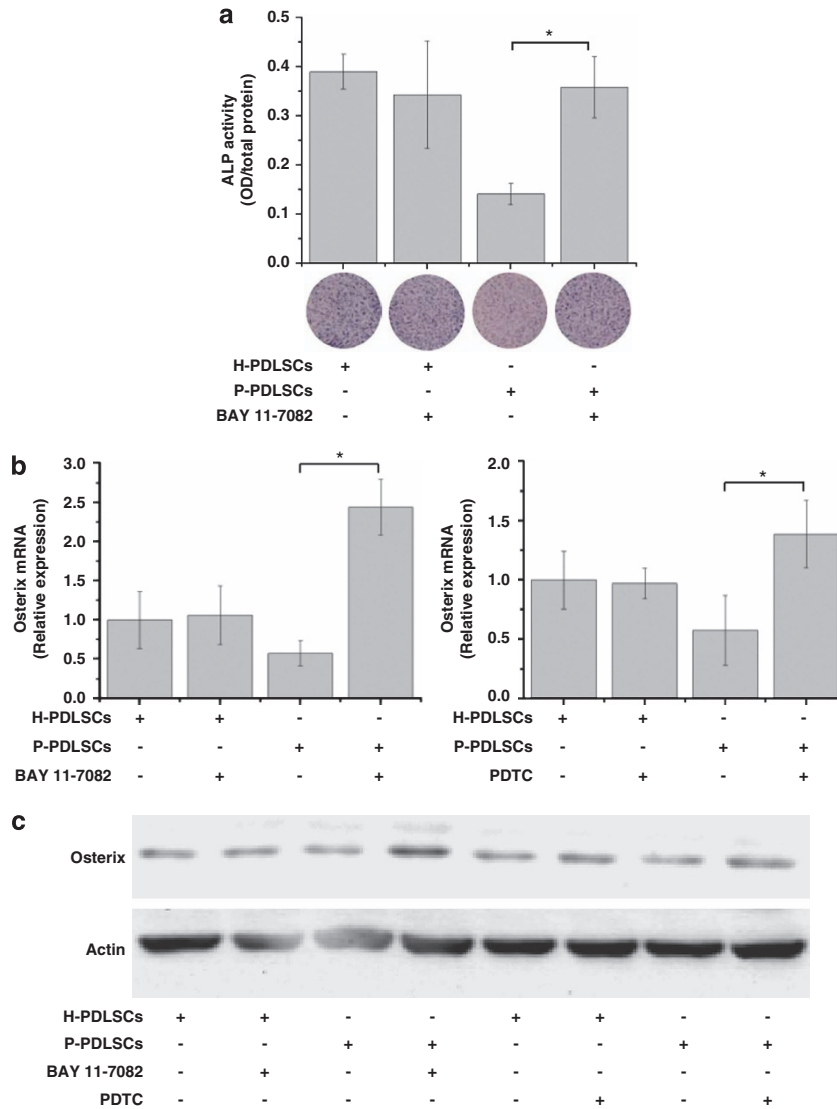 a
0.5
0.4
0.3
0.2
0.1
0.0
ALP activity
(OD/total protein)
*
H-PDLSCs + + - -
P-PDLSCs - - + +
BAY 11-7082 - + - +
b
3.0
2.5
2.0
1.5
1.0
0.5
0.0
Osterix mRNA
(Relative expression)
*
H-PDLSCs + + - -
P-PDLSCs - - + +
BAY 11-7082 - + - +
2.0
1.5
1.0
0.5
0.0
Osterix mRNA
(Relative expression)
*
H-PDLSCs + + - -
P-PDLSCs - - + +
PDTC - + - +
c
Osterix
Actin
H-PDLSCs + + - - + + - -
P-PDLSCs - - + + - - + +
BAY 11-7082 - + - + - - - -
PDTC - - - - - + - +